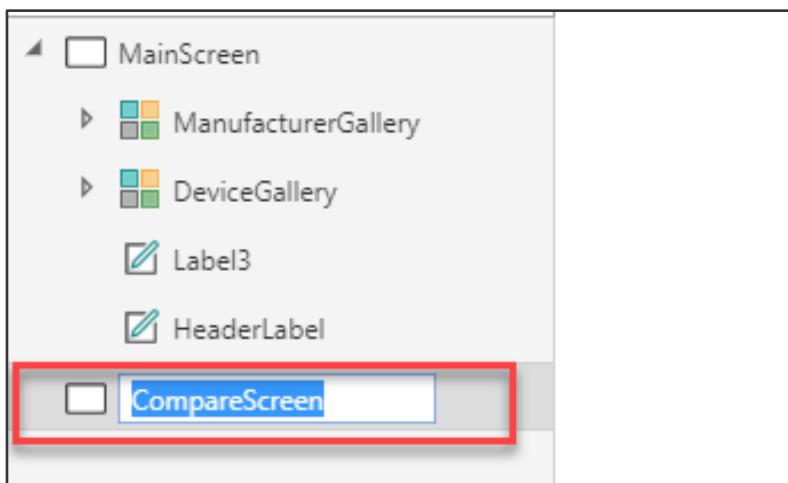 MainScreen
ManufacturerGallery
DeviceGallery
Label3
HeaderLabel
CompareScreen